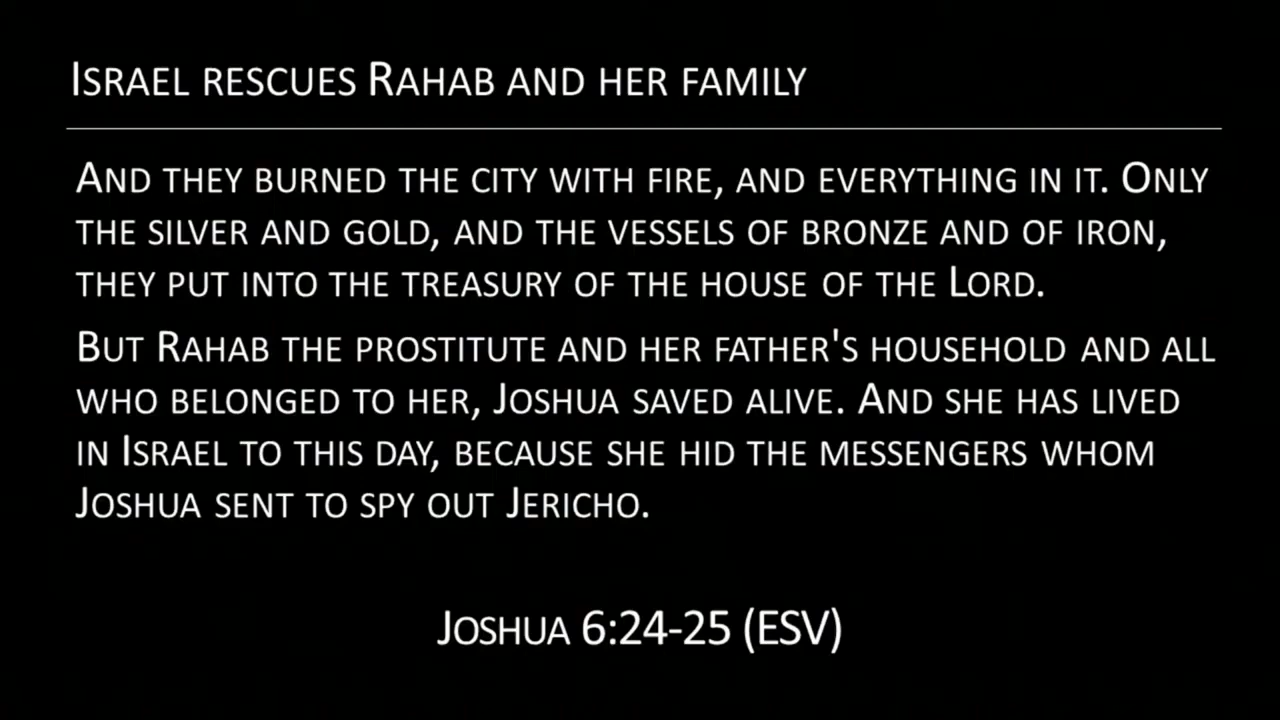 Israel rescues Rahab and her family
And they burned the city with fire, and everything in it. Only
the silver and gold, and the vessels of bronze and of iron,
they put into the treasury of the house of the Lord.
But Rahab the prostitute and her father's household and all
who belonged to her, Joshua saved alive. And she has lived
in Israel to this day, because she hid the messengers whom
Joshua sent to spy out Jericho.
Joshua 6:24-25 (ESV)